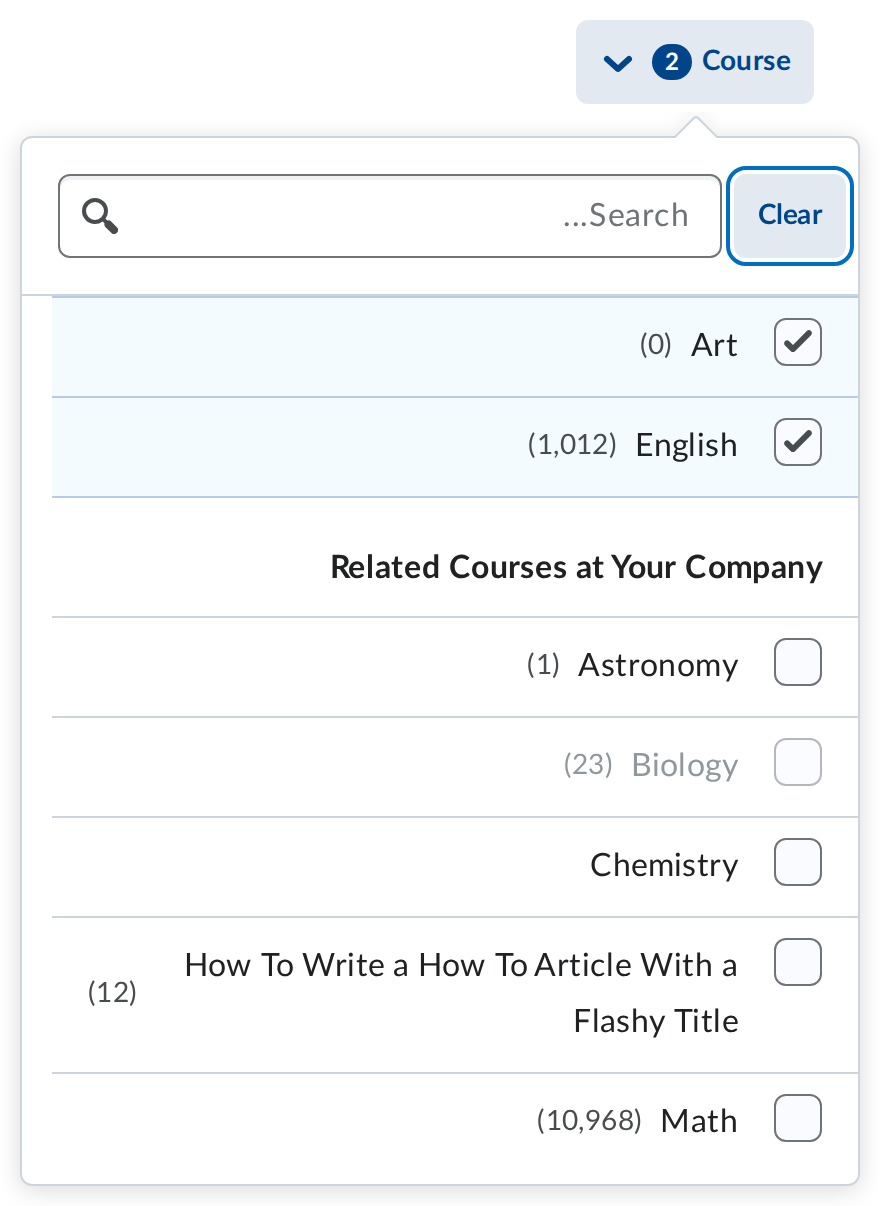 2 Course
...Search
Clear
Art (0)
English (1,012)
Related Courses at Your Company
Astronomy (1)
Biology (23)
Chemistry
How To Write a How To Article With a
Flashy Title
(12)
Math (10,968)